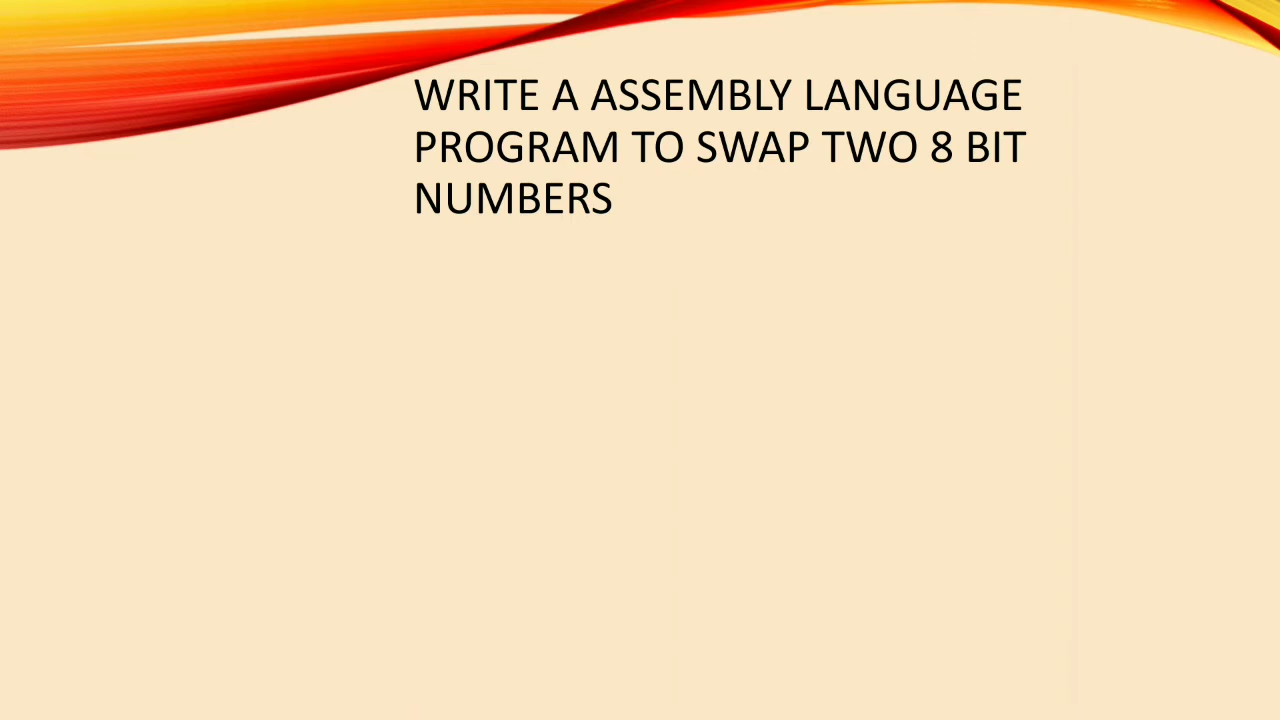 WRITE A ASSEMBLY LANGUAGE
PROGRAM TO SWAP TWO 8 BIT
NUMBERS